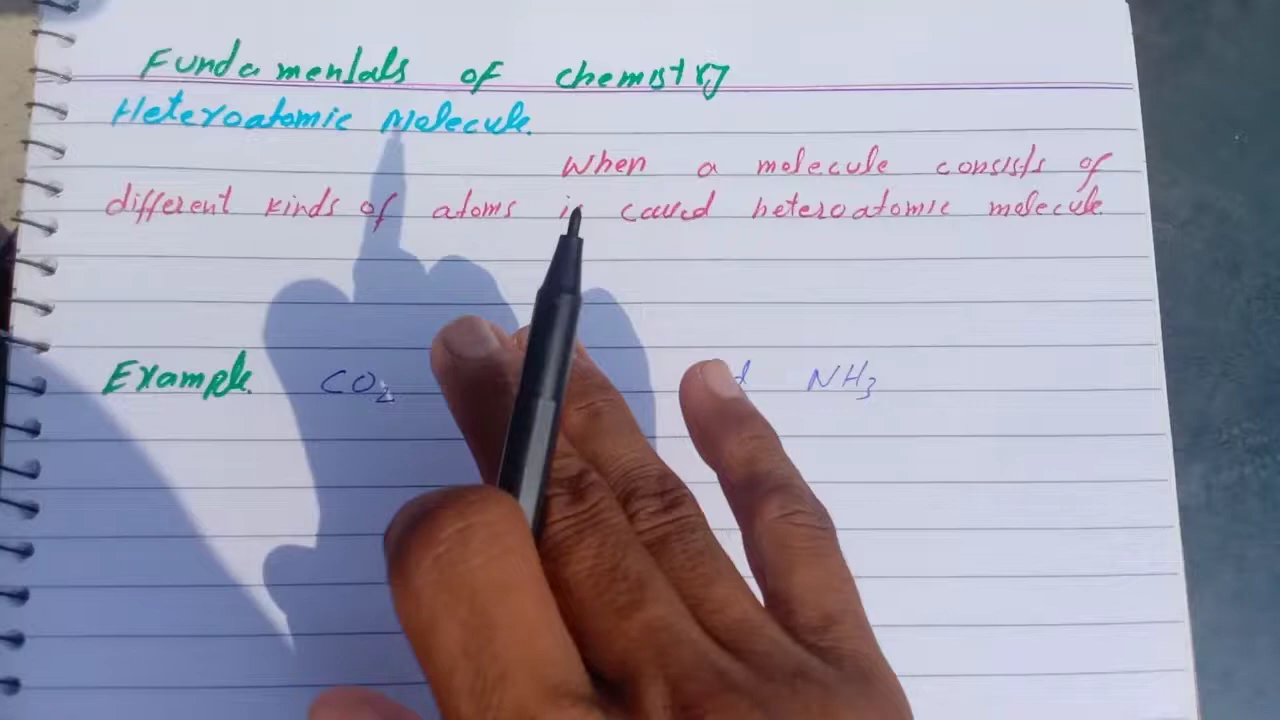 Fundamentals of chemistry
Heteroatomic Molecule.
When a molecule consists of
different kinds of atoms is called heteroatomic molecule.
Example CO₂ NH₃